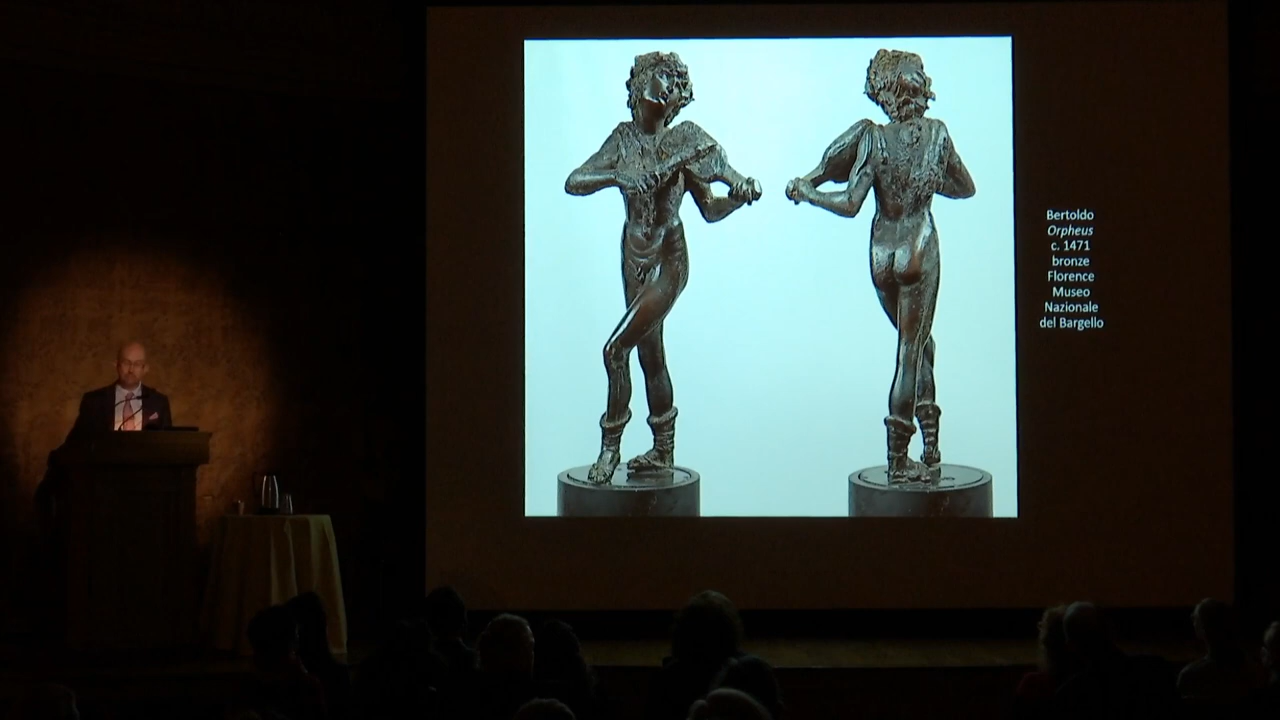 Bertoldo
Orpheus
c. 1471
bronze
Florence
Museo
Nazionale
del Bargello